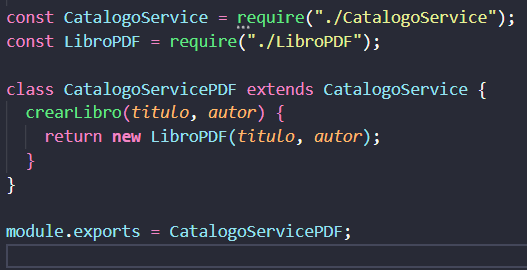 const CatalogoService = require("./CatalogoService");
const LibroPDF = require("./LibroPDF");
class CatalogoServicePDF extends CatalogoService {
crearLibro(titulo, autor) {
return new LibroPDF(titulo, autor);
}
}
module.exports = CatalogoServicePDF;